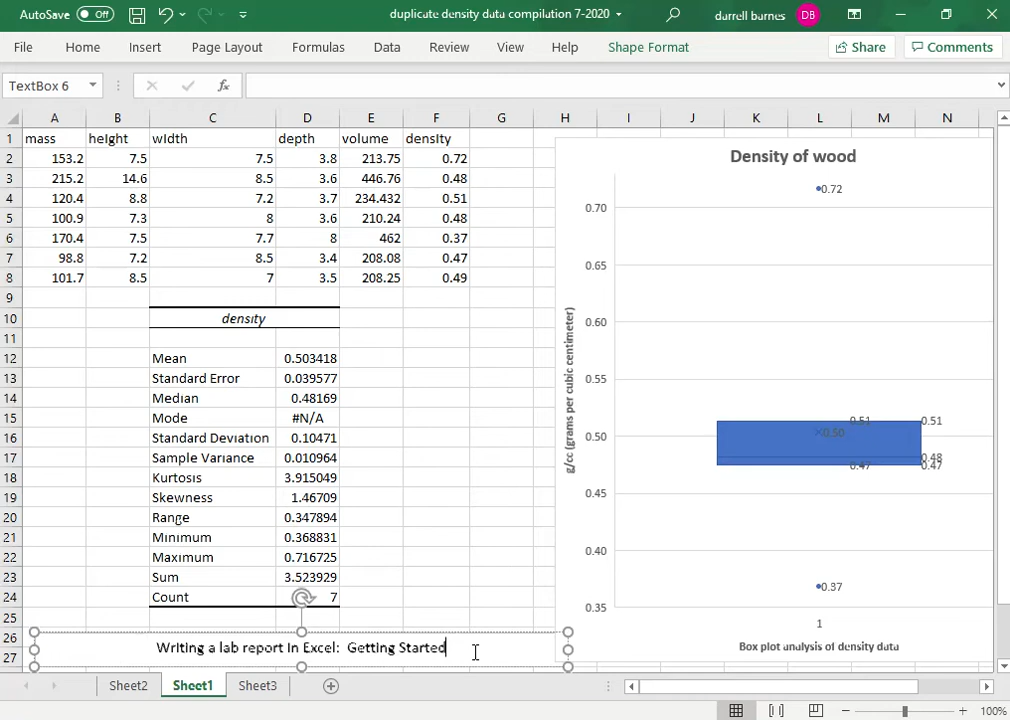 AutoSave Off duplicate density data compilation 7-2020 darrell barnes DB
File Home Insert Page Layout Formulas Data Review View Help Shape Format Share Comments
TextBox 6 fx
A B C D E F G H I J K L M N
1 mass height width depth volume density
2 153.2 7.5 7.5 3.8 213.75 0.72
3 215.2 14.6 8.5 3.6 446.76 0.48
4 120.4 8.8 7.2 3.7 234.432 0.51
5 100.9 7.3 8 3.6 210.24 0.48
6 170.4 7.5 7.7 8 462 0.37
7 98.8 7.2 8.5 3.4 208.08 0.47
8 101.7 8.5 7 3.5 208.25 0.49
9
10 density
11
12 Mean 0.503418
13 Standard Error 0.039577
14 Median 0.48169
15 Mode #N/A
16 Standard Deviation 0.10471
17 Sample Variance 0.010964
18 Kurtosis 3.915049
19 Skewness 1.46709
20 Range 0.347894
21 Minimum 0.368831
22 Maximum 0.716725
23 Sum 3.523929
24 Count 7
25
26
27
Writing a lab report in Excel: Getting Started
Density of wood
g/cc (grams per cubic centimeter)
0.70
0.65
0.60
0.55
0.50
0.45
0.40
0.35
0.72
0.51 0.51
0.50
0.48
0.47 0.47
0.37
1
Box plot analysis of density data
Sheet2 Sheet1 Sheet3
100%